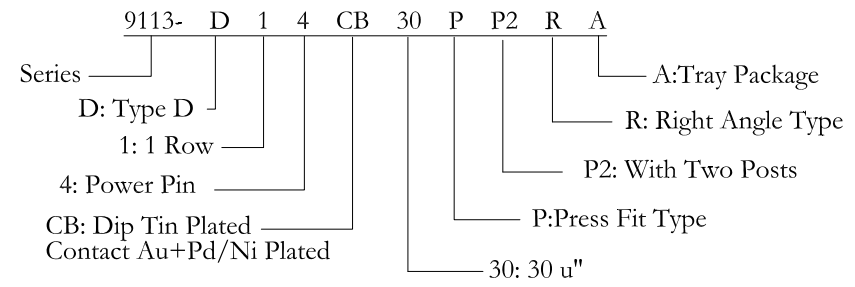 9113- D 1 4 CB 30 P P2 R A
Series
A:Tray Package
D: Type D
R: Right Angle Type
1: 1 Row
P2: With Two Posts
4: Power Pin
P:Press Fit Type
CB: Dip Tin Plated
Contact Au+Pd/Ni Plated
30: 30 u"